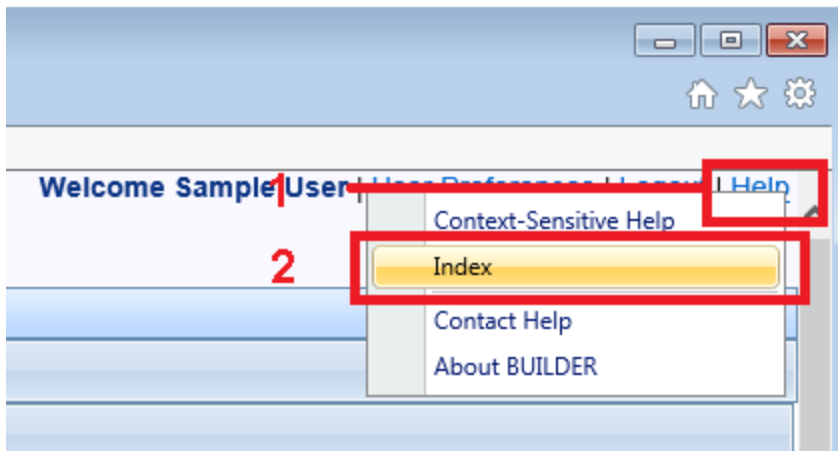 Welcome Sample User | User Preferences | Logout | Help
1
Context-Sensitive Help
2
Index
Contact Help
About BUILDER